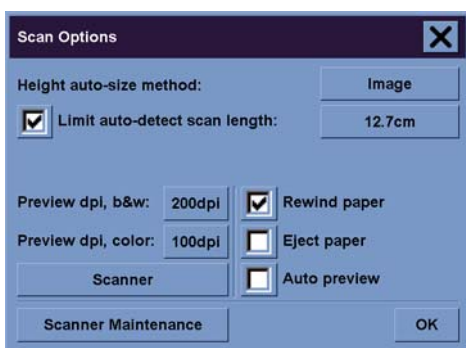 Scan Options
Height auto-size method: Image
Limit auto-detect scan length: 12.7cm
Preview dpi, b&w: 200dpi Rewind paper
Preview dpi, color: 100dpi Eject paper
Scanner Auto preview
Scanner Maintenance OK